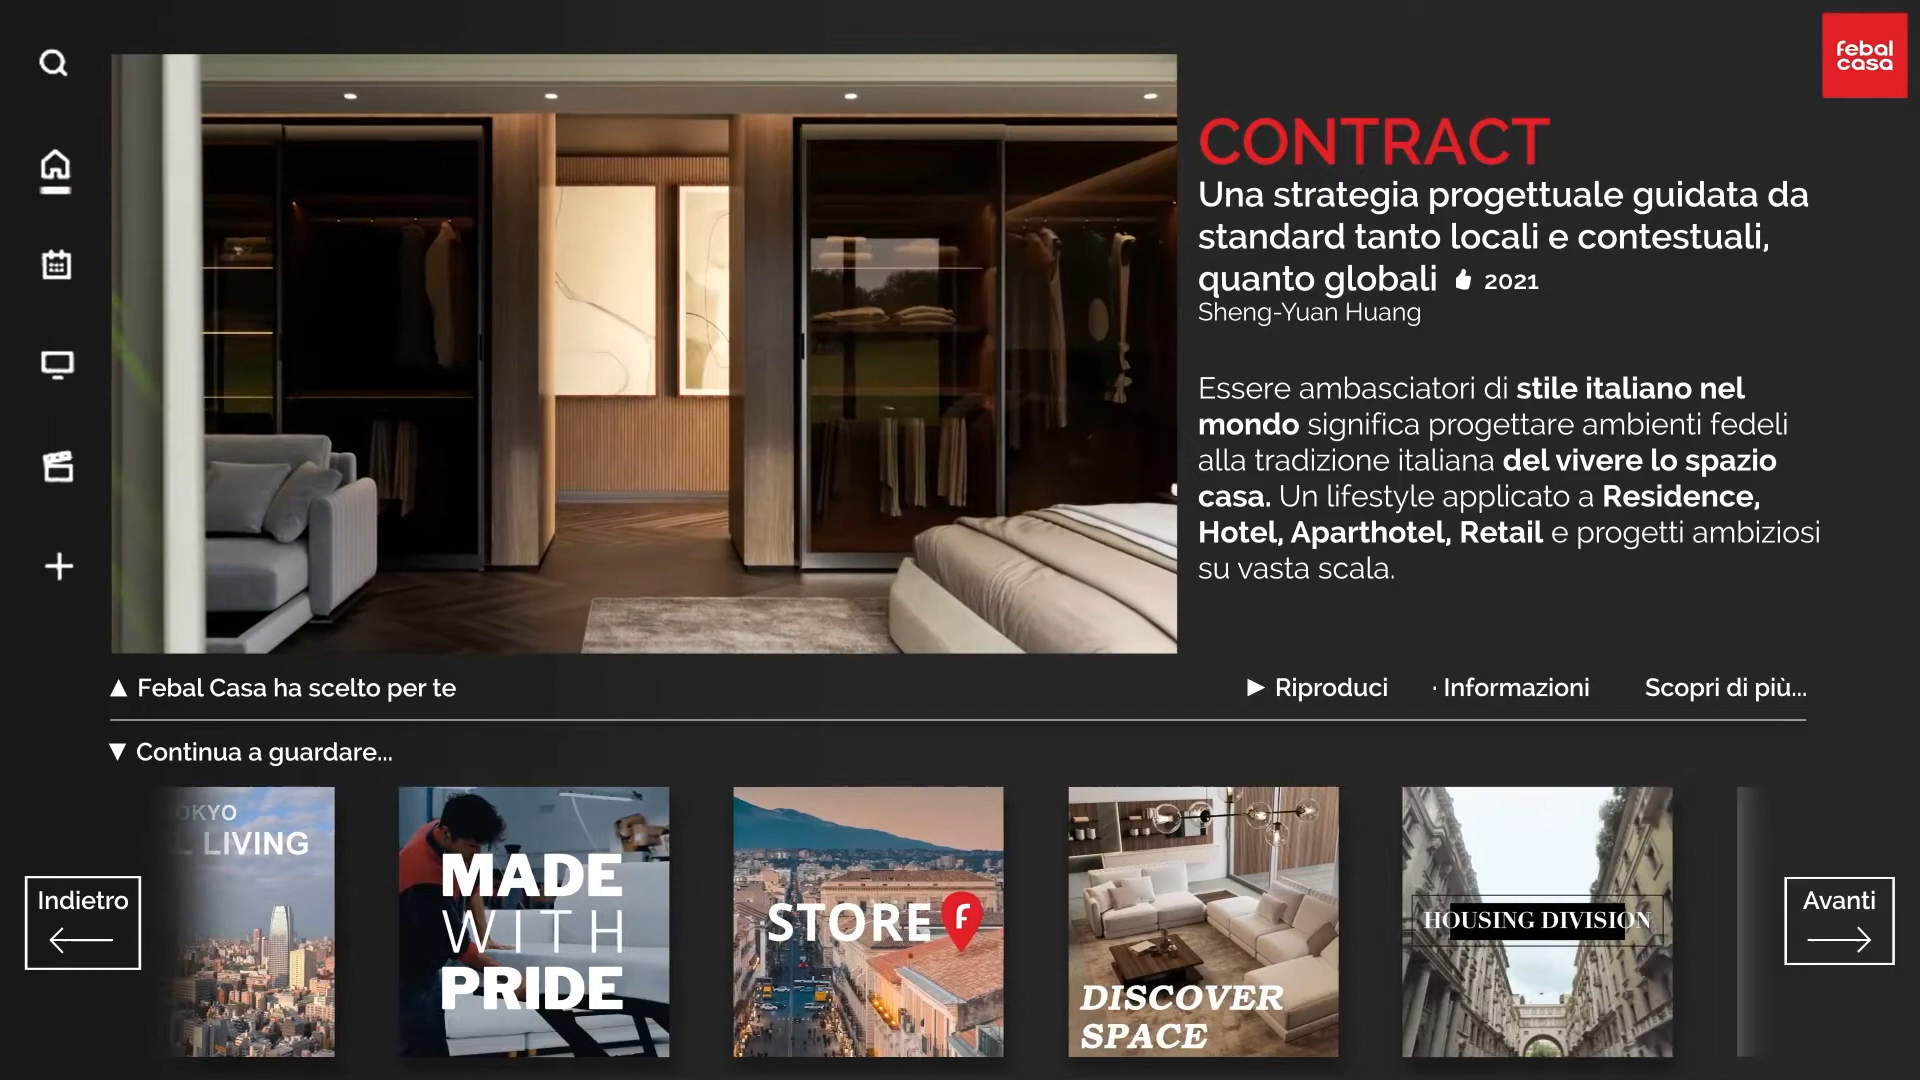 febal
casa
CONTRACT
Una strategia progettuale guidata da
standard tanto locali e contestuali,
quanto globali 2021
Sheng-Yuan Huang
Essere ambasciatori di stile italiano nel
mondo significa progettare ambienti fedeli
alla tradizione italiana del vivere lo spazio
casa. Un lifestyle applicato a Residence,
Hotel, Aparthotel, Retail e progetti ambiziosi
su vasta scala.
▲ Febal Casa ha scelto per te
▶ Riproduci · Informazioni Scopri di più...
▼ Continua a guardare...
Indietro
OKYO
L LIVING
MADE
WITH
PRIDE
STORE F
DISCOVER
SPACE
HOUSING DIVISION
Avanti